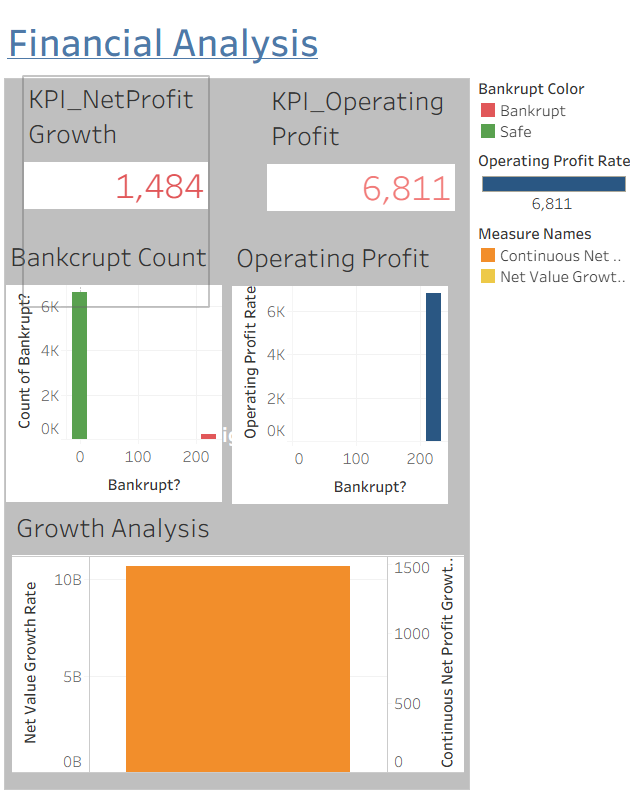 Financial Analysis
KPI_NetProfit
Growth
1,484
KPI_Operating
Profit
6,811
Bankcrupt Count
Count of Bankrupt?
6K
4K
2K
0K
0
100
200
Bankrupt?
Operating Profit
Operating Profit Rate
6K
4K
2K
0K
0
100
200
Bankrupt?
Growth Analysis
Net Value Growth Rate
10B
5B
0B
1500
1000
500
0
Continuous Net Profit Growt..
Bankrupt Color
Bankrupt
Safe
Operating Profit Rate
6,811
Measure Names
Continuous Net ..
Net Value Growt..